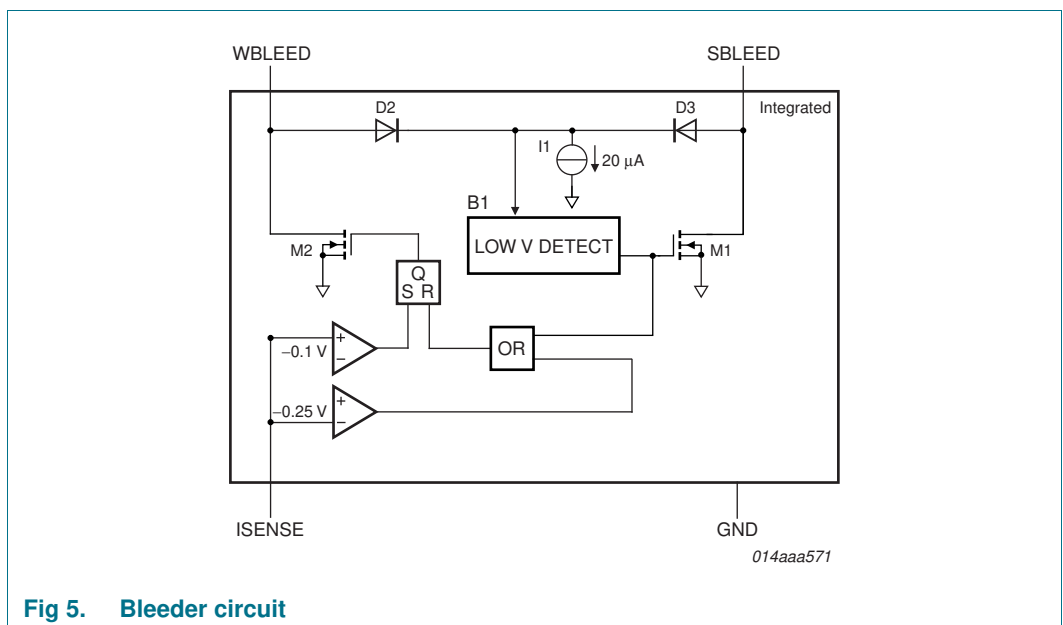 WBLEED SBLEED
D2 D3 Integrated
I1 20 μA
B1
LOW V DETECT
M2 M1
Q
S R
OR
+
−0.1 V
−
+
−0.25 V
−
ISENSE GND
014aaa571
Fig 5. Bleeder circuit